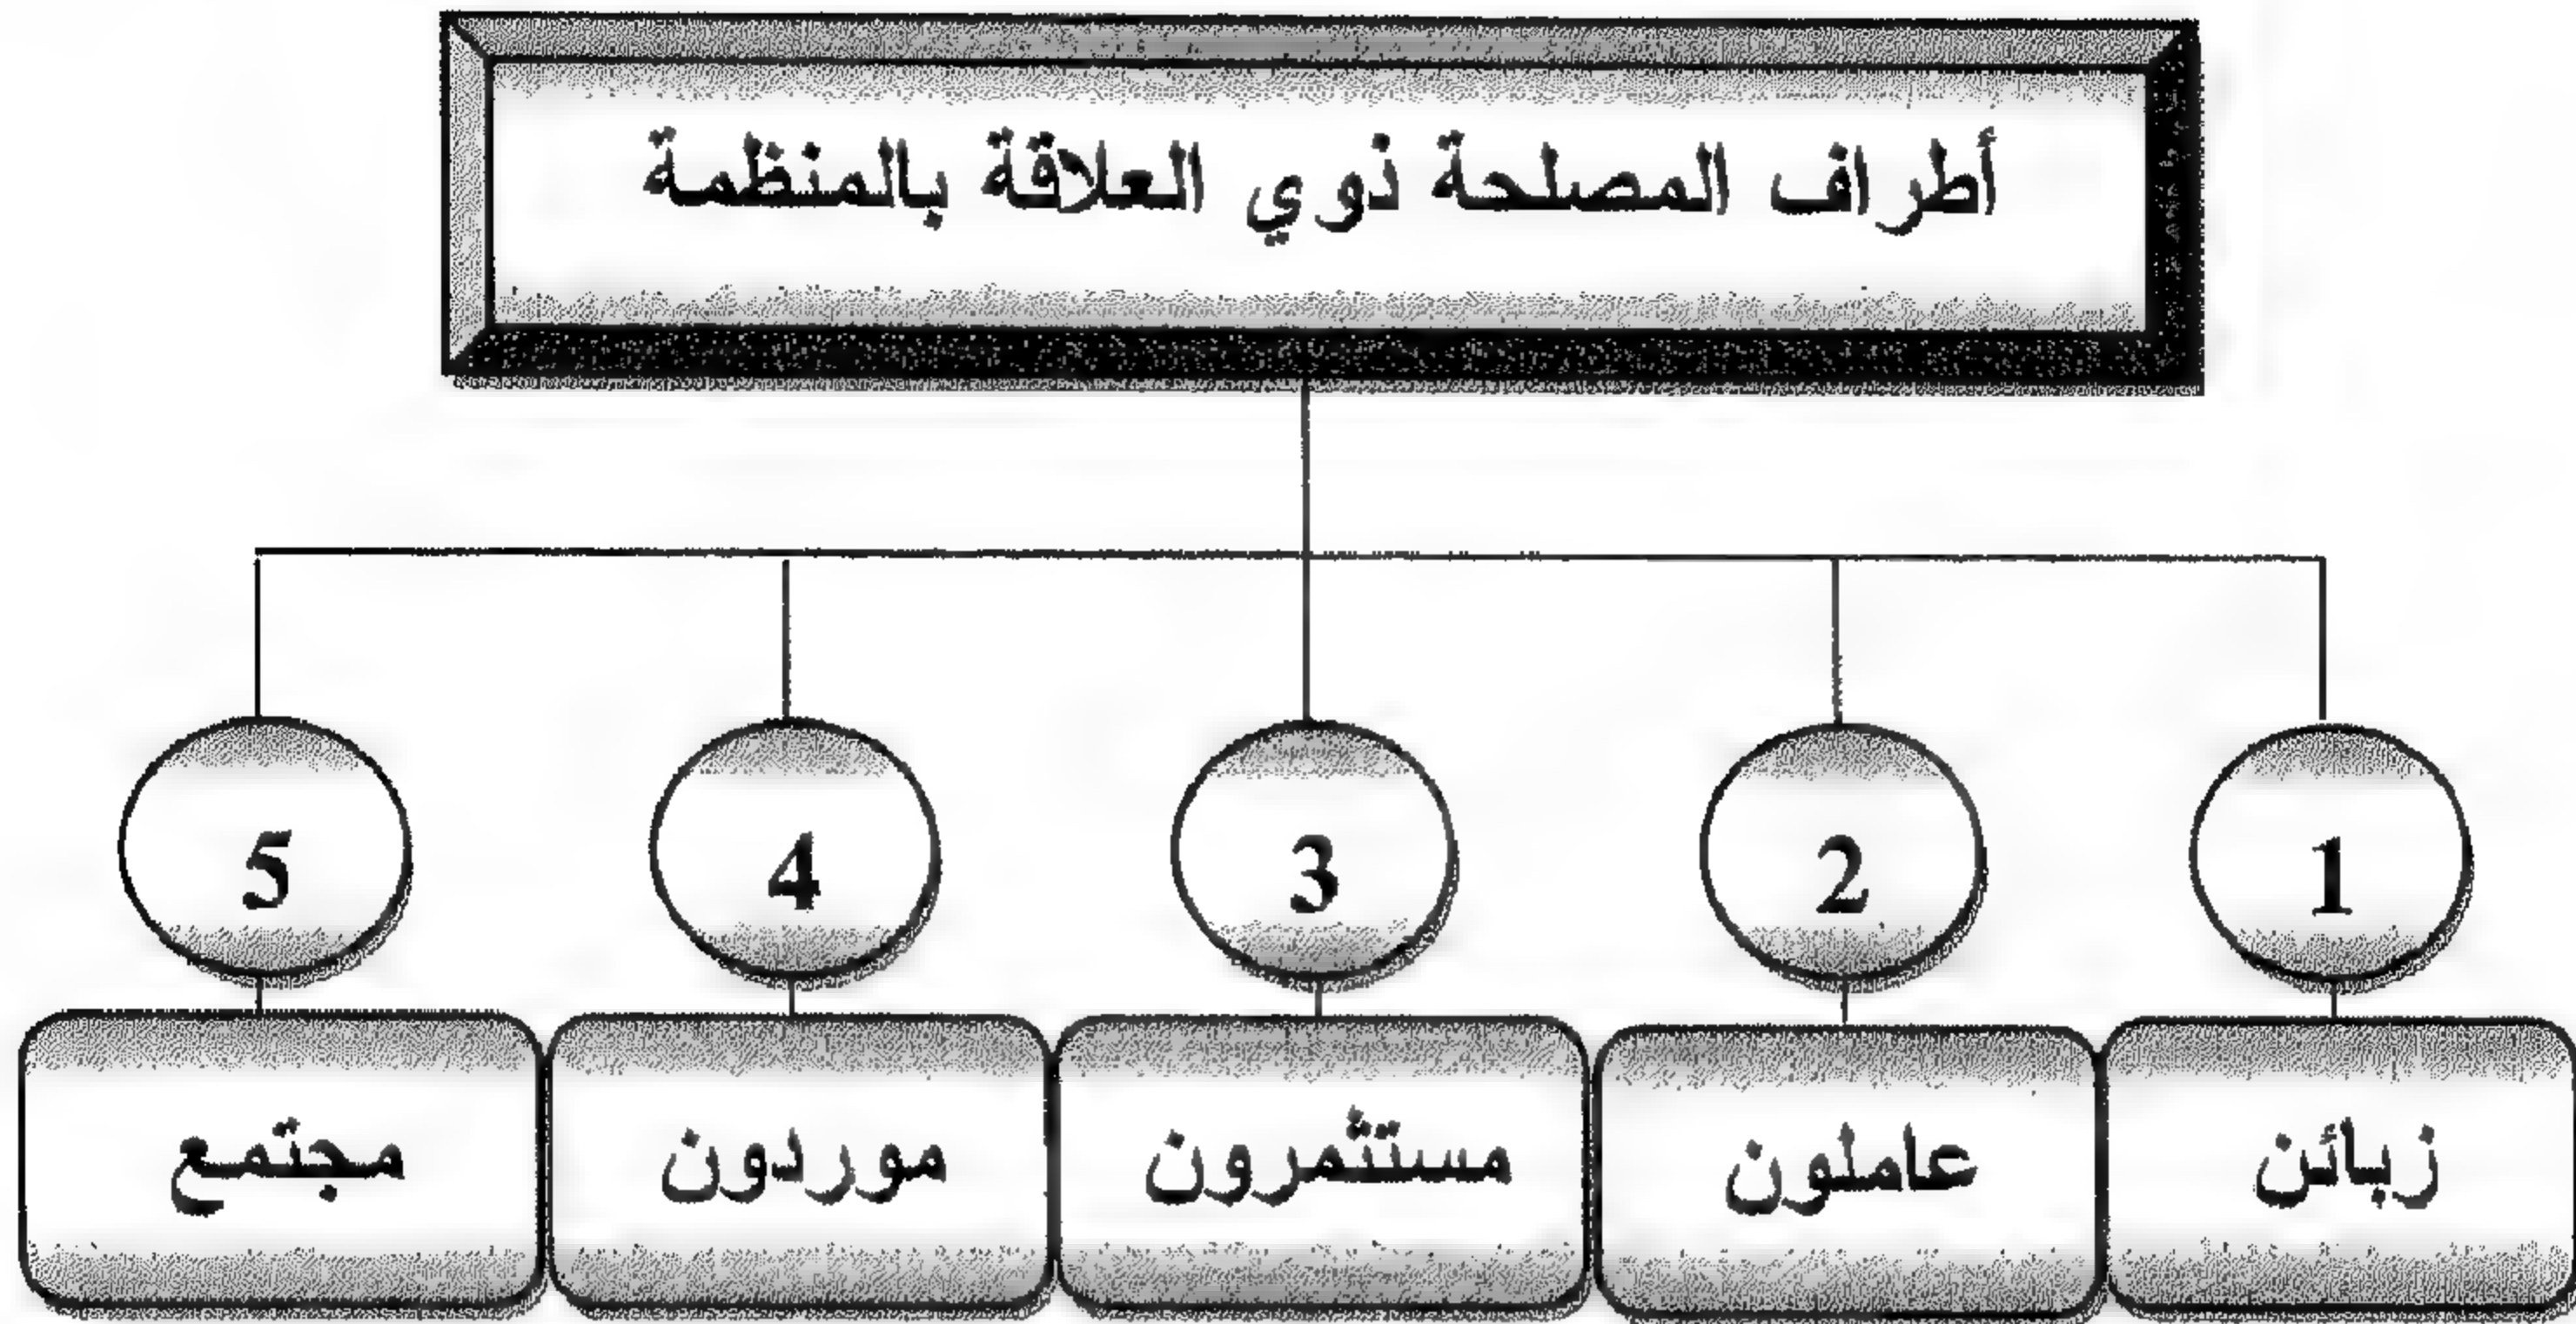 أطراف المصلحة ذوي العلاقة بالمنظمة
1 2 3 4 5
زبائن عاملون مستثمرون موردون مجتمع